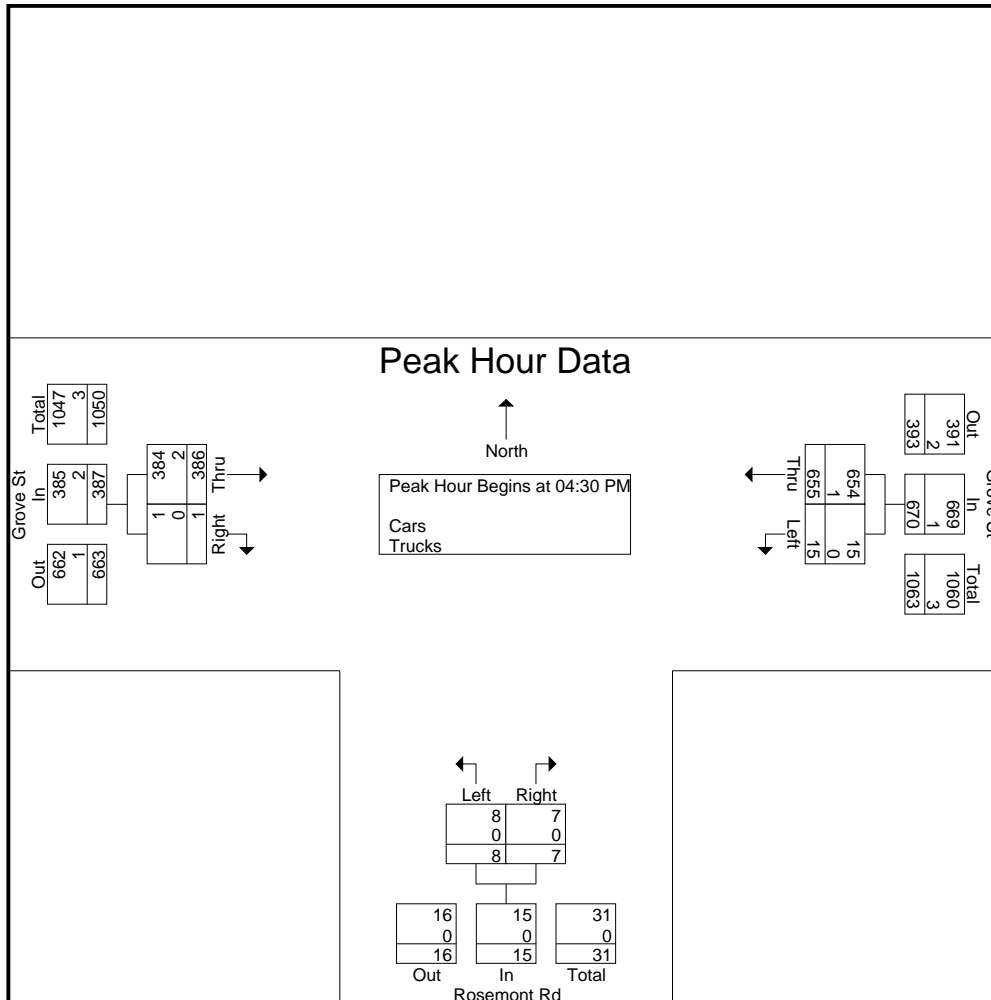 Peak Hour Data
North
Peak Hour Begins at 04:30 PM
Cars
Trucks
Grove St
Total
1047
3
1050
In
385
2
387
Out
662
1
663
Thru
384
2
386
Right
1
0
1
Thru
654
1
655
Left
15
0
15
Grove St
Out
391
2
393
In
669
1
670
Total
1060
3
1063
Left Right
8 7
0 0
8 7
16 15 31
0 0 0
16 15 31
Out In Total
Rosemont Rd